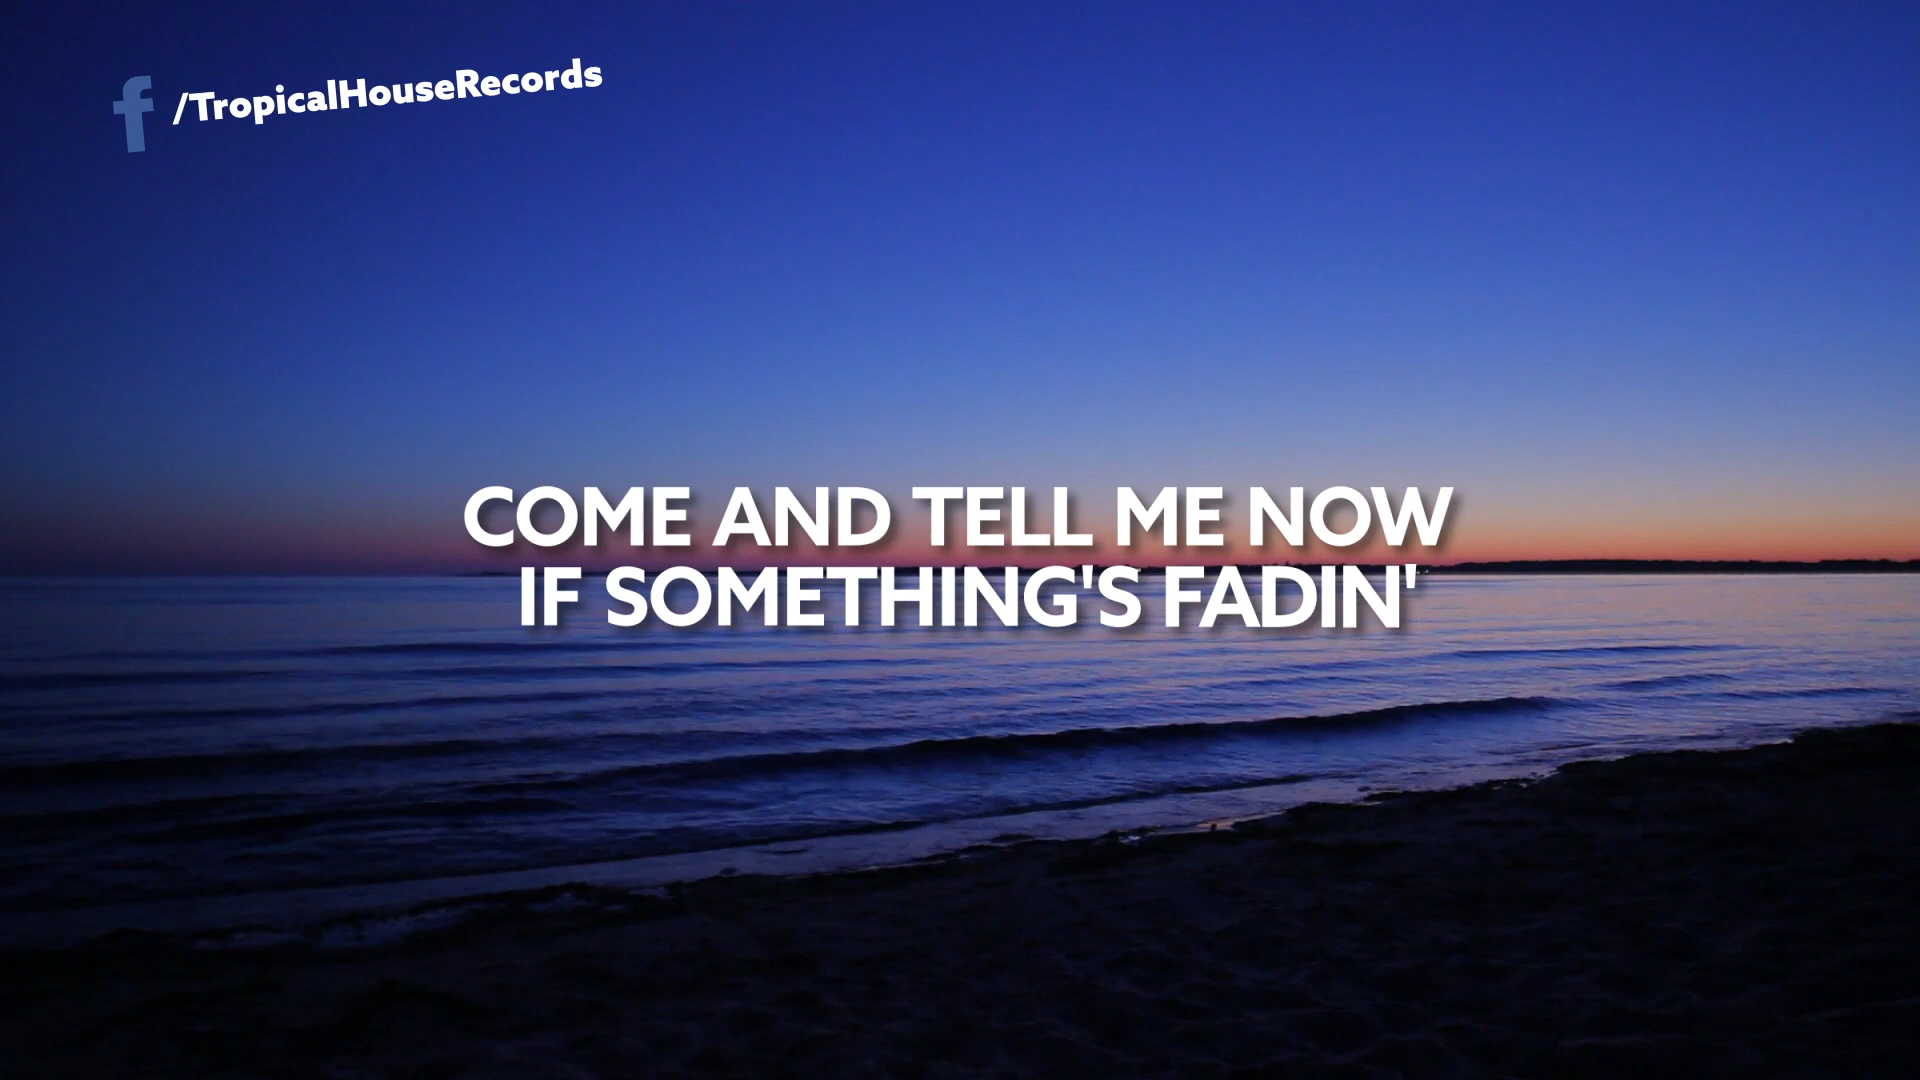 f /TropicalHouseRecords
COME AND TELL ME NOW
IF SOMETHING'S FADIN'